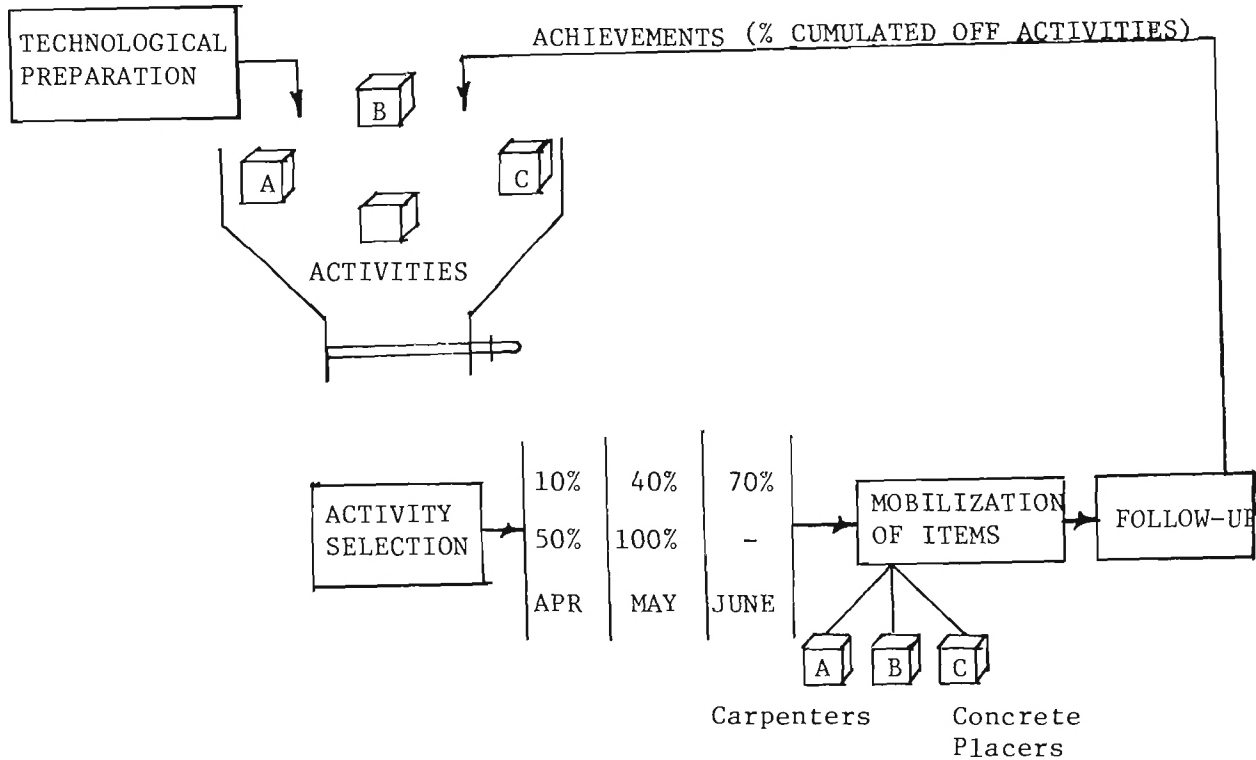 TECHNOLOGICAL
PREPARATION
ACHIEVEMENTS (% CUMULATED OFF ACTIVITIES)
B
A
C
ACTIVITIES
ACTIVITY
SELECTION
10% 40% 70%
50% 100% -
APR MAY JUNE
MOBILIZATION
OF ITEMS
FOLLOW-UP
A B C
Carpenters Concrete
Placers